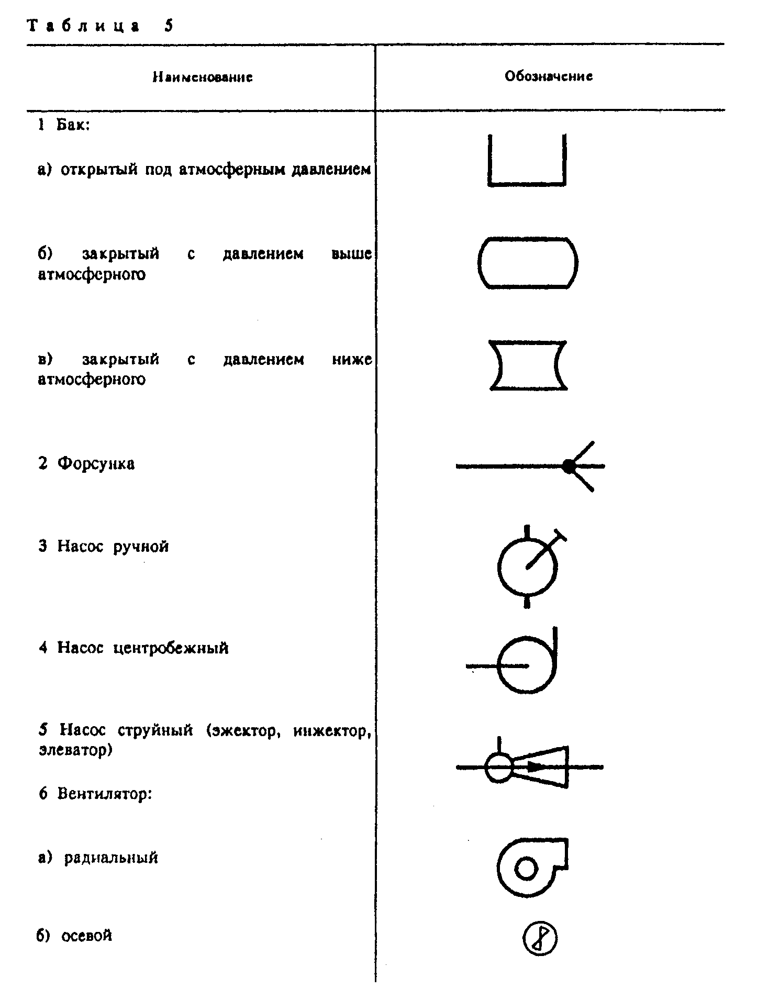 Таблица 5
Наименование
Обозначение
1 Бак:
а) открытый под атмосферным давлением
б) закрытый с давлением выше
атмосферного
в) закрытый с давлением ниже
атмосферного
2 Форсунка
3 Насос ручной
4 Насос центробежный
5 Насос струйный (эжектор, инжектор,
элеватор)
6 Вентилятор:
а) радиальный
б) осевой